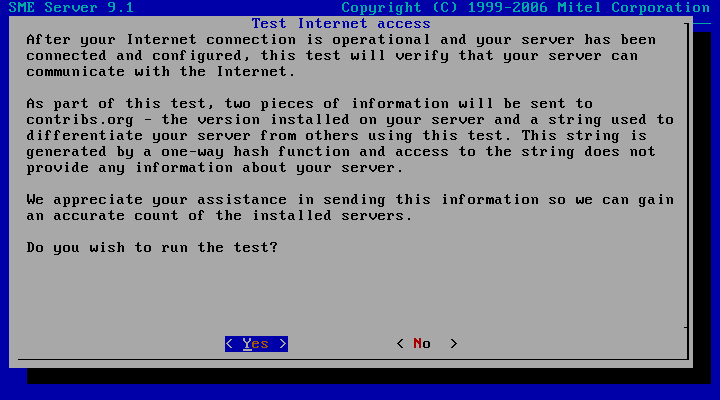 SME Server 9.1 Copyright (C) 1999-2006 Mitel Corporation
Test Internet access
After your Internet connection is operational and your server has been
connected and configured, this test will verify that your server can
communicate with the Internet.
As part of this test, two pieces of information will be sent to
contribs.org - the version installed on your server and a string used to
differentiate your server from others using this test. This string is
generated by a one-way hash function and access to the string does not
provide any information about your server.
We appreciate your assistance in sending this information so we can gain
an accurate count of the installed servers.
Do you wish to run the test?
< Yes > < No >